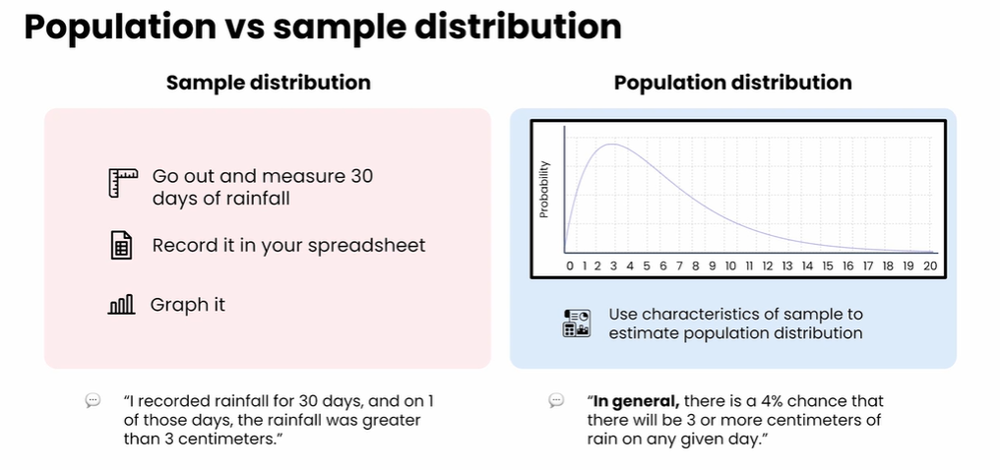 Population vs sample distribution
Sample distribution
Go out and measure 30
days of rainfall
Record it in your spreadsheet
Graph it
“I recorded rainfall for 30 days, and on 1
of those days, the rainfall was greater
than 3 centimeters.”
Population distribution
Probability
0 1 2 3 4 5 6 7 8 9 10 11 12 13 14 15 16 17 18 19 20
Use characteristics of sample to
estimate population distribution
“In general, there is a 4% chance that
there will be 3 or more centimeters of
rain on any given day.”